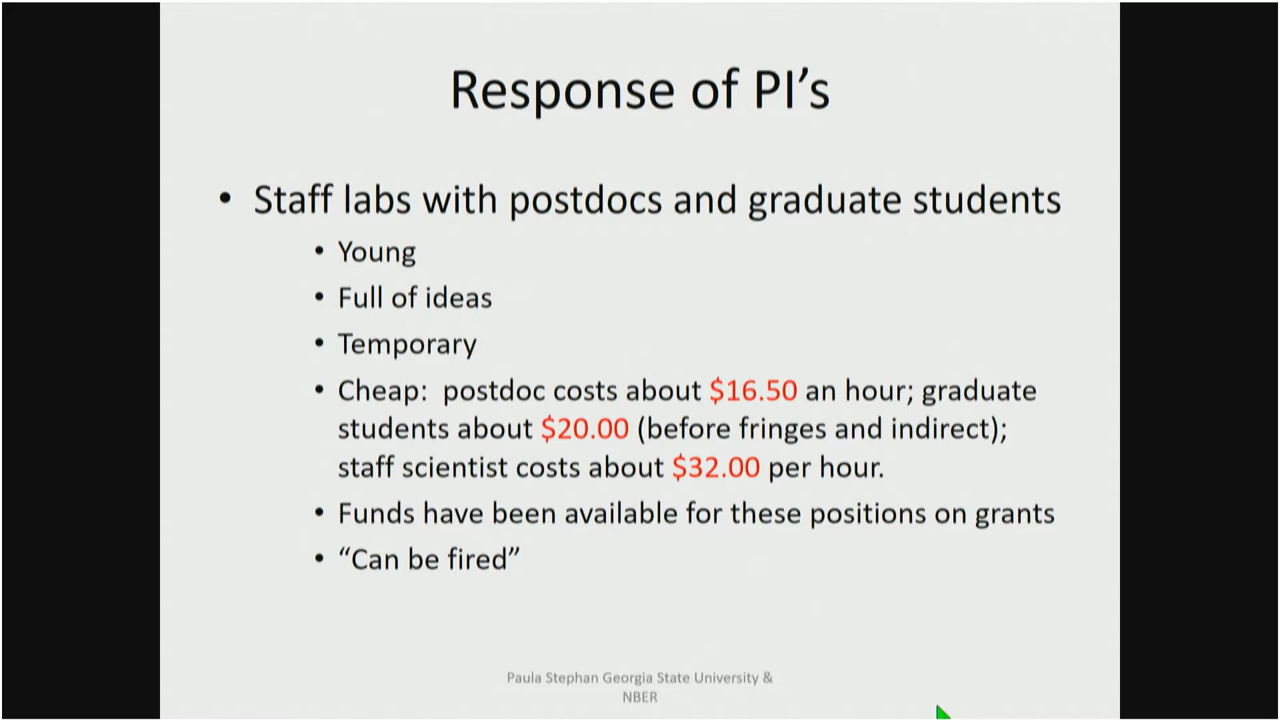 Response of PI’s
• Staff labs with postdocs and graduate students
• Young
• Full of ideas
• Temporary
• Cheap: postdoc costs about $16.50 an hour; graduate
students about $20.00 (before fringes and indirect);
staff scientist costs about $32.00 per hour.
• Funds have been available for these positions on grants
• “Can be fired”
Paula Stephan Georgia State University &
NBER